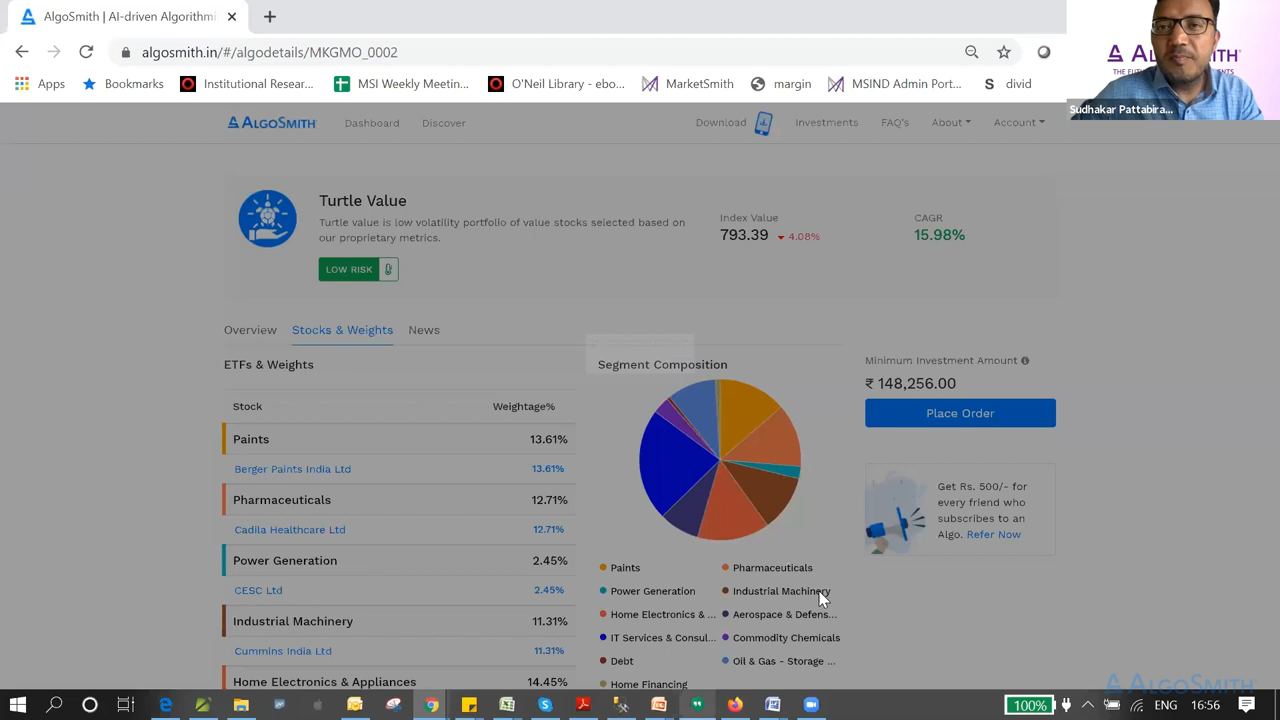 AlgoSmith | AI-driven Algorithmi
algosmith.in/#/algodetails/MKGMO_0002
Apps
Bookmarks
Institutional Resear...
MSI Weekly Meetin...
O'Neil Library - ebo...
MarketSmith
margin
MSIND Admin Port...
divid
Sudhakar Pattabira...
ALGOSMITH
Dashboard
Discover
Download
Investments
FAQ's
About
Account
Turtle Value
Turtle value is low volatility portfolio of value stocks selected based on
our proprietary metrics.
LOW RISK
Index Value
793.39 4.08%
CAGR
15.98%
Overview
Stocks & Weights
News
ETFs & Weights
Stock Weightage%
Paints 13.61%
Berger Paints India Ltd 13.61%
Pharmaceuticals 12.71%
Cadila Healthcare Ltd 12.71%
Power Generation 2.45%
CESC Ltd 2.45%
Industrial Machinery 11.31%
Cummins India Ltd 11.31%
Home Electronics & Appliances 14.45%
Segment Composition
Paints Pharmaceuticals
Power Generation Industrial Machinery
Home Electronics & ... Aerospace & Defens...
IT Services & Consul... Commodity Chemicals
Debt Oil & Gas - Storage ...
Home Financing
Minimum Investment Amount
₹ 148,256.00
Place Order
Get Rs. 500/- for
every friend who
subscribes to an
Algo. Refer Now
ALGOSMITH
100%
ENG
16:56